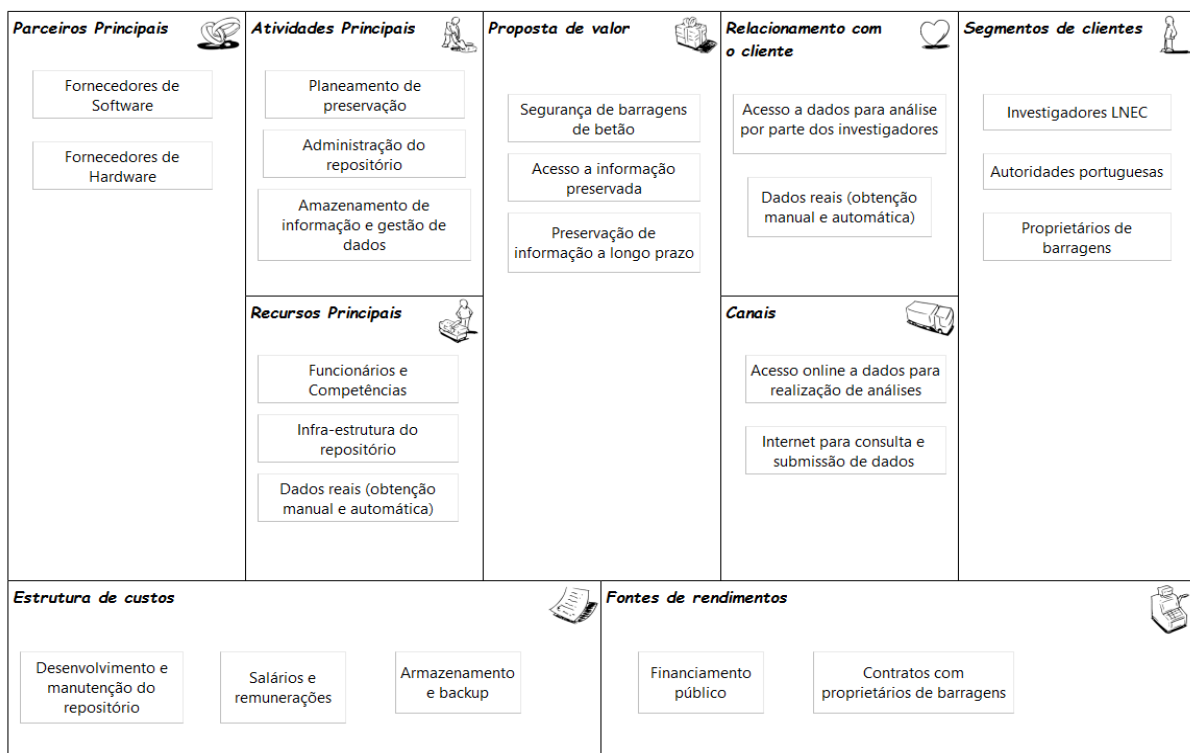 Parceiros Principais
Fornecedores de
Software
Fornecedores de
Hardware
Atividades Principais
Planeamento de
preservação
Administração do
repositório
Amazenamento de
informação e gestão de
dados
Recursos Principais
Funcionários e
Competências
Infra-estrutura do
repositório
Dados reais (obtenção
manual e automática)
Proposta de valor
Segurança de barragens
de betão
Acesso a informação
preservada
Preservação de
informação a longo prazo
Relacionamento com
o cliente
Acesso a dados para análise
por parte dos investigadores
Dados reais (obtenção
manual e automática)
Canais
Acesso online a dados para
realização de análises
Internet para consulta e
submissão de dados
Segmentos de clientes
Investigadores LNEC
Autoridades portuguesas
Proprietários de
barragens
Estrutura de custos
Desenvolvimento e
manutenção do
repositório
Salários e
remunerações
Armazenamento
e backup
Fontes de rendimentos
Financiamento
público
Contratos com
proprietários de barragens